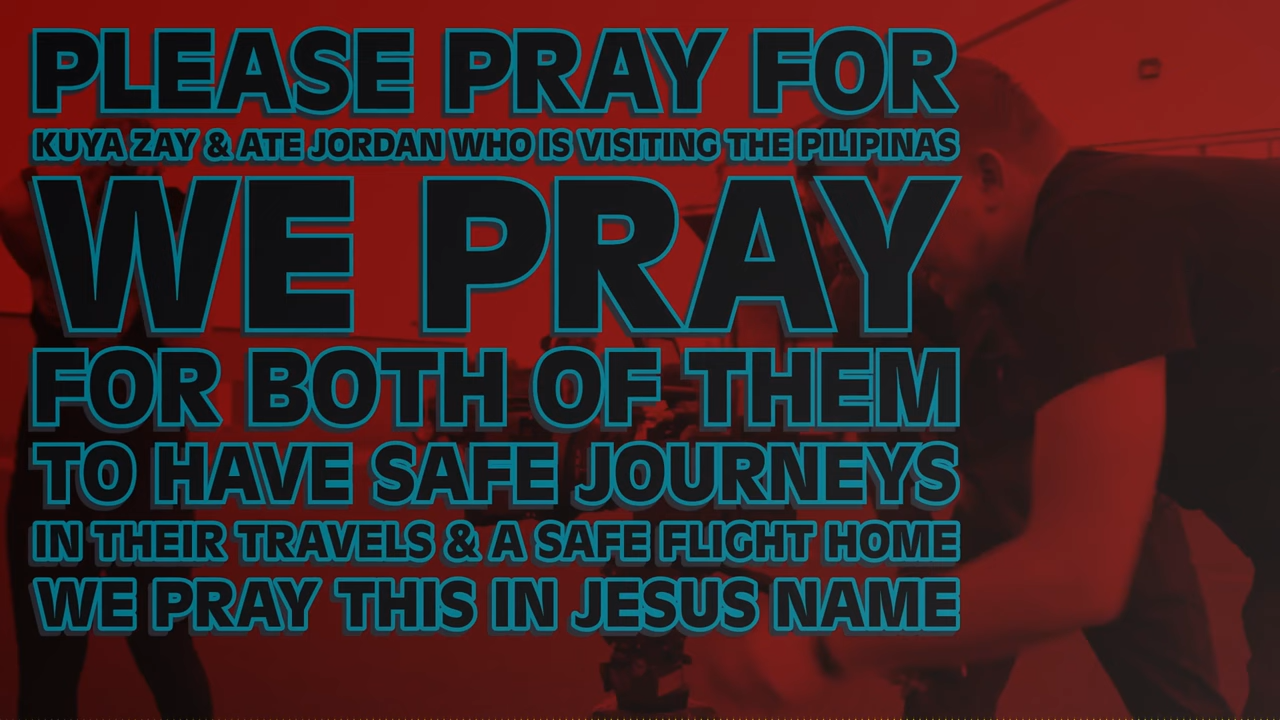 PLEASE PRAY FOR
KUYA ZAY & ATE JORDAN WHO IS VISITING THE PILIPINAS
WE PRAY
FOR BOTH OF THEM
TO HAVE SAFE JOURNEYS
IN THEIR TRAVELS & A SAFE FLIGHT HOME
WE PRAY THIS IN JESUS NAME